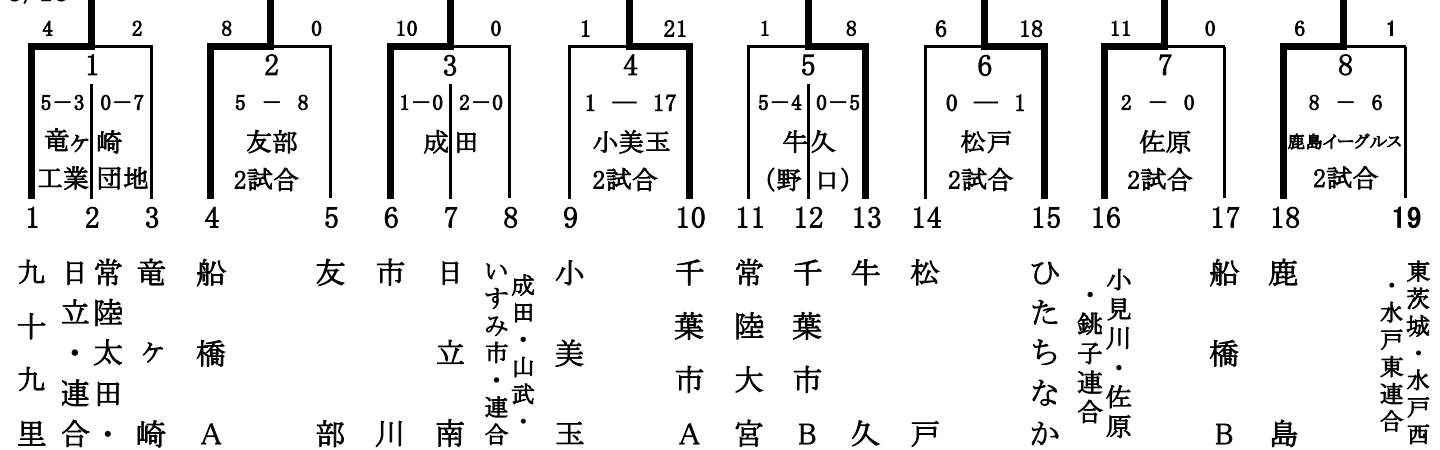 4 2 8 0 10 0 1 21 1 8 6 18 11 0 6 1
1 2 3 4 5 6 7 8
5-3 0-7 5 - 8 1-0 2-0 1 — 17 5-4 0-5 0 — 1 2 - 0 8 - 6
竜ヶ崎 友部 成田 小美玉 牛久 松戸 佐原 鹿島イーグルス
工業団地 2試合 2試合 (野口) 2試合 2試合 2試合
1 2 3 4 5 6 7 8 9 10 11 12 13 14 15 16 17 18 19
九十九里
常陸太田・
日立・連合
竜ヶ崎
船橋A
友部
市川
日立南
成田・山武・
いすみ市・連合
小美玉
千葉市A
常陸大宮
千葉市B
牛久
松戸
ひたちなか
小見川・佐原
・銚子連合
船橋B
鹿島
東茨城・水戸西
・水戸東連合